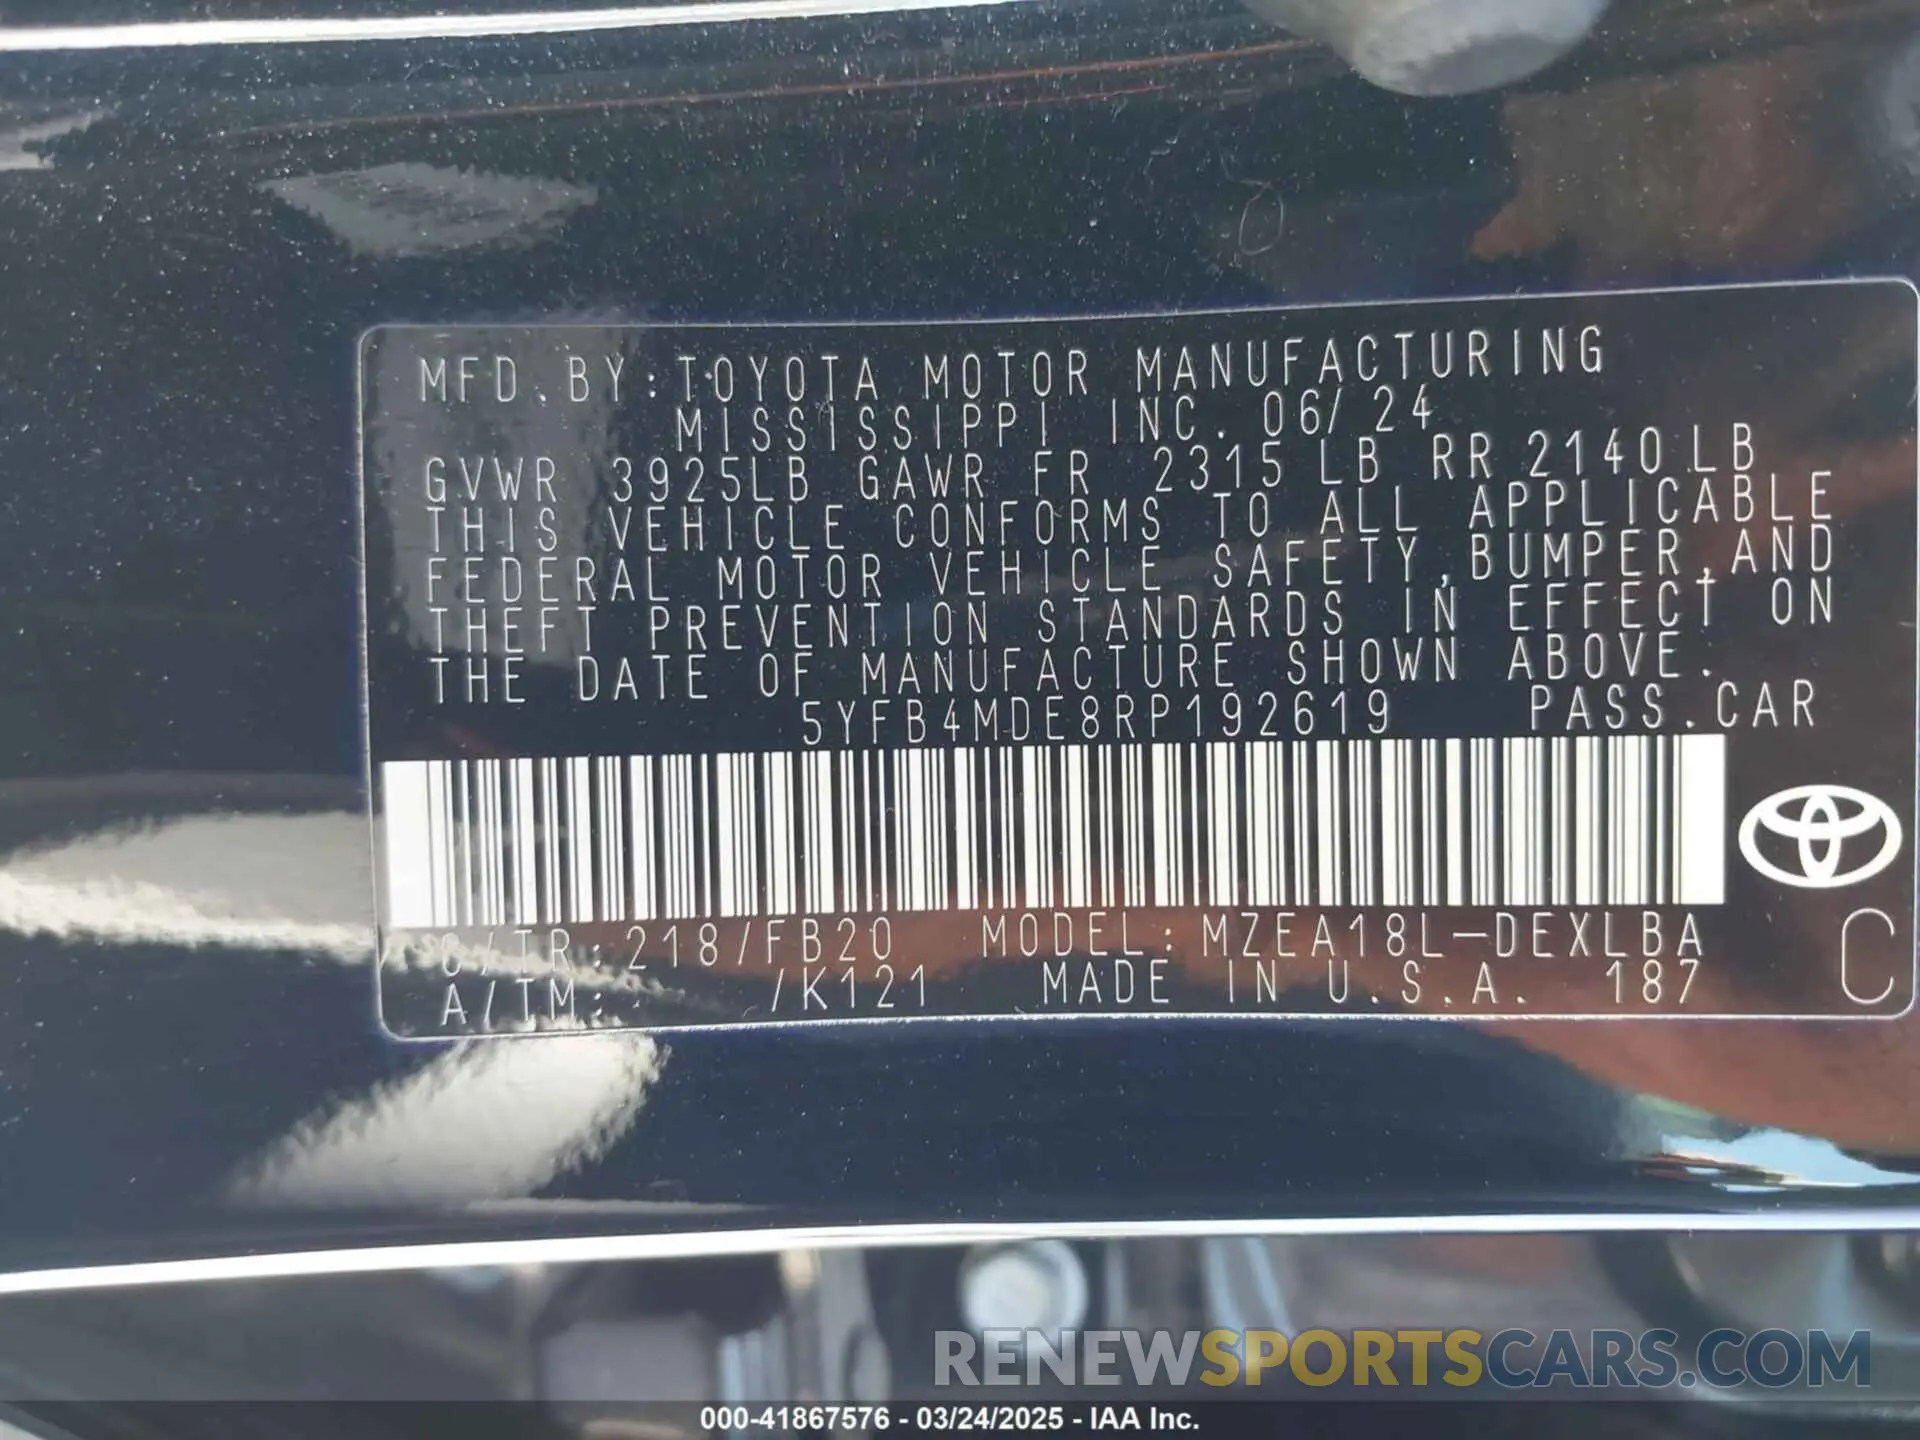 MFD.BY:TOYOTA MOTOR MANUFACTURING
MISSISSIPPI INC. 06/24
GVWR 3925LB GAWR FR 2315 LB RR 2140 LB
THIS VEHICLE CONFORMS TO ALL APPLICABLE
FEDERAL MOTOR VEHICLE SAFETY,BUMPER,AND
THEFT PREVENTION STANDARDS IN EFFECT ON
THE DATE OF MANUFACTURE SHOWN ABOVE.
5YFB4MDE8RP192619 PASS.CAR
C/TR:218/FB20 MODEL:MZEA18L-DEXLBA
A/TM: /K121 MADE IN U.S.A. 187
C
RENEWSPORTSCARS.COM
000-41867576 - 03/24/2025 - IAA Inc.